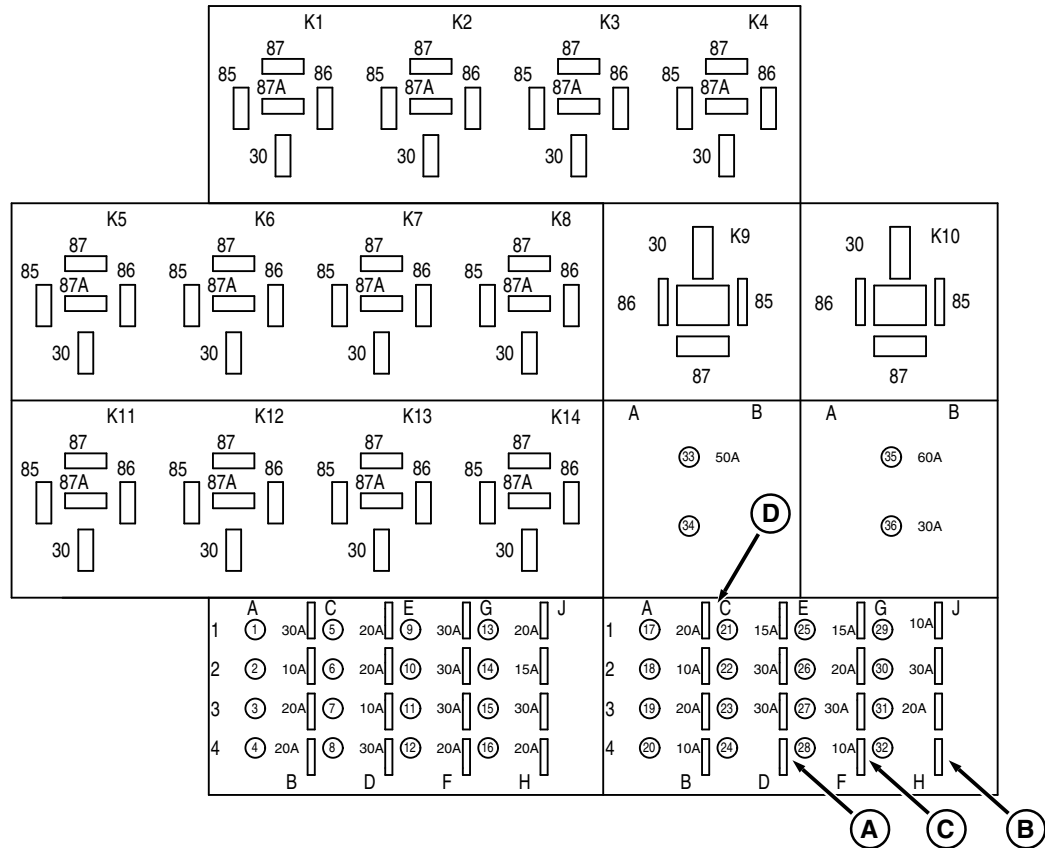 K1 K2 K3 K4
87 87 87 87
85 86 85 86 85 86 85 86
87A 87A 87A 87A
30 30 30 30
K5 K6 K7 K8 K9 K10
87 87 87 87 30 30
85 86 85 86 85 86 85 86
87A 87A 87A 87A 86 85 86 85
30 30 30 30
87 87
K11 K12 K13 K14 A B A B
87 87 87 87
33 50A 35 60A
85 86 85 86 85 86 85 86
87A 87A 87A 87A
D
34 36 30A
30 30 30 30
A C E G J A C E G J
1 1 30A 5 20A 9 30A 13 20A 1 17 20A 21 15A 25 15A 29 10A
2 2 10A 6 20A 10 30A 14 15A 2 18 10A 22 30A 26 20A 30 30A
3 3 20A 7 10A 11 30A 15 30A 3 19 20A 23 30A 27 30A 31 20A
4 4 20A 8 30A 12 20A 16 20A 4 20 10A 24 28 10A 32
B D F H B D F H
A C B